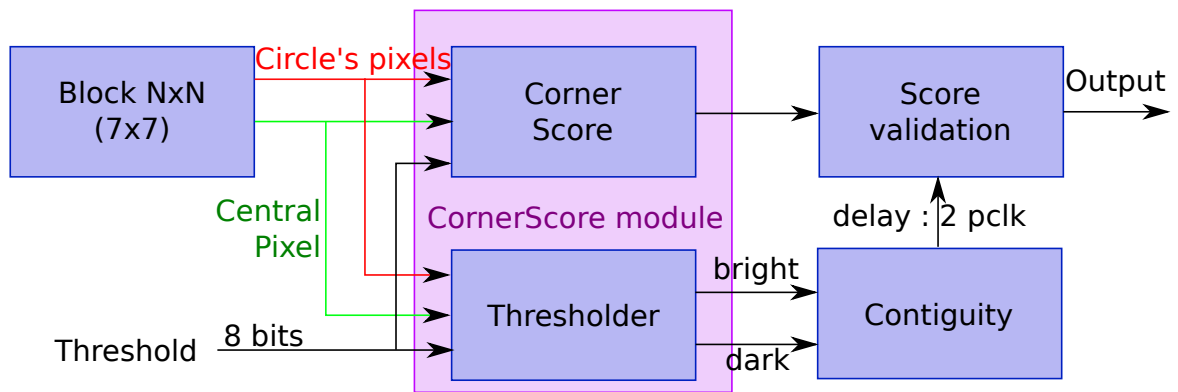 Block NxN
(7x7)
Circle's pixels
Corner
Score
Score
validation
Output
Central
Pixel
CornerScore module
delay : 2 pclk
Thresholder
bright
dark
Contiguity
Threshold
8 bits